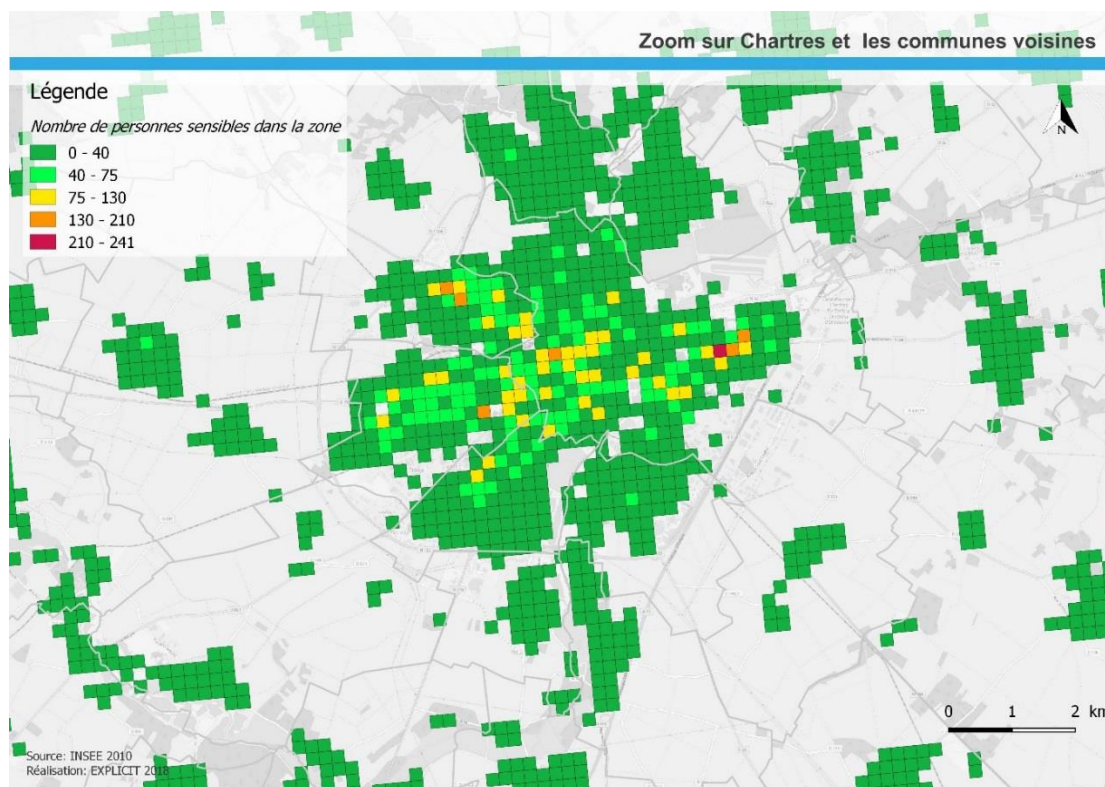 Zoom sur Chartres et les communes voisines
Légende
Nombre de personnes sensibles dans la zone
0 - 40
40 - 75
75 - 130
130 - 210
210 - 241
N
0 1 2 km
Source: INSEE 2010
Réalisation: EXPLICIT 2018